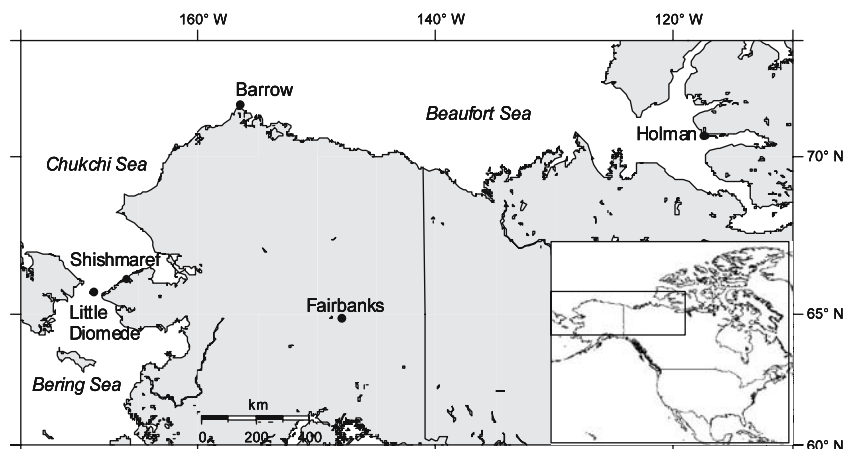 160° W
140° W
120° W
Barrow
Beaufort Sea
Holman
Chukchi Sea
70° N
Shishmaref
Little
Diomede
Fairbanks
65° N
Bering Sea
km
0 200 400
60° N